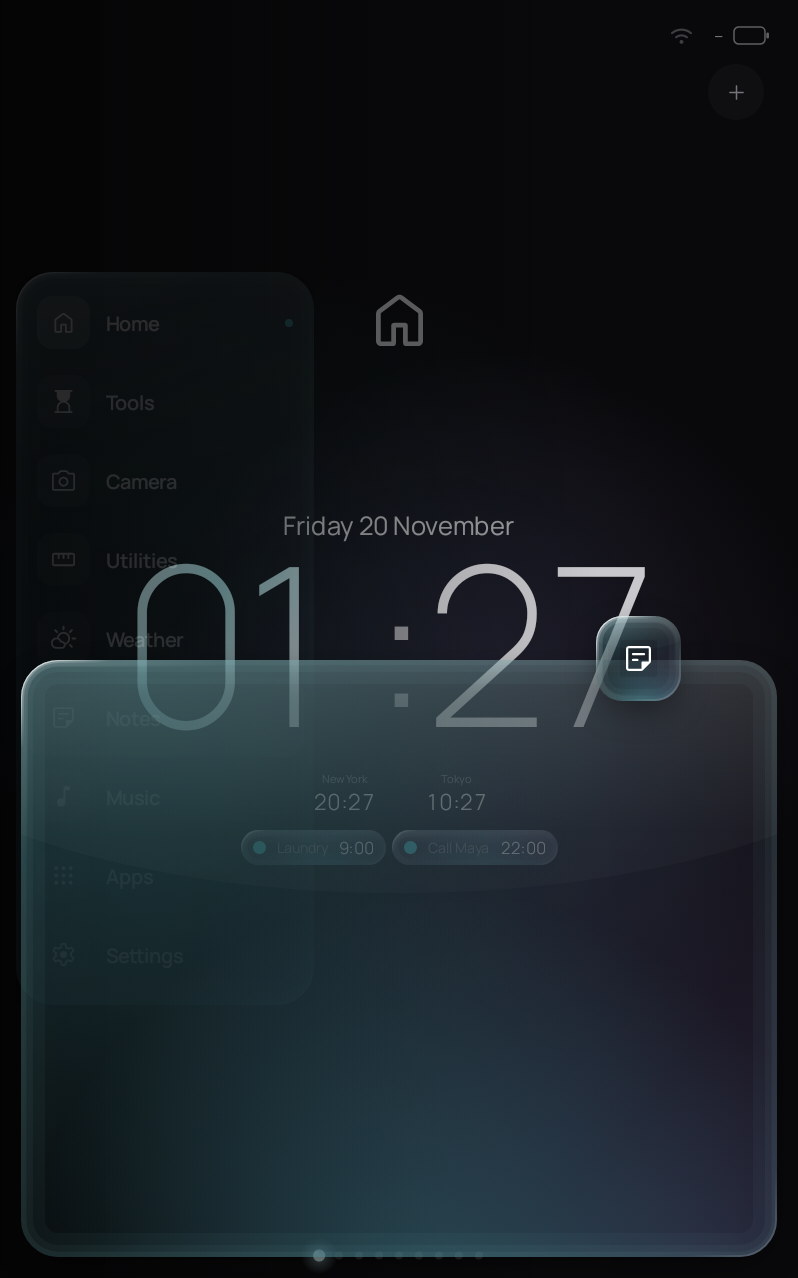 Home
Tools
Camera
Friday 20 November
Utilities
01:27
Weather
Notes
New York Tokyo
Music
20:27 10:27
Laundry 9:00 Call Maya 22:00
Apps
Settings